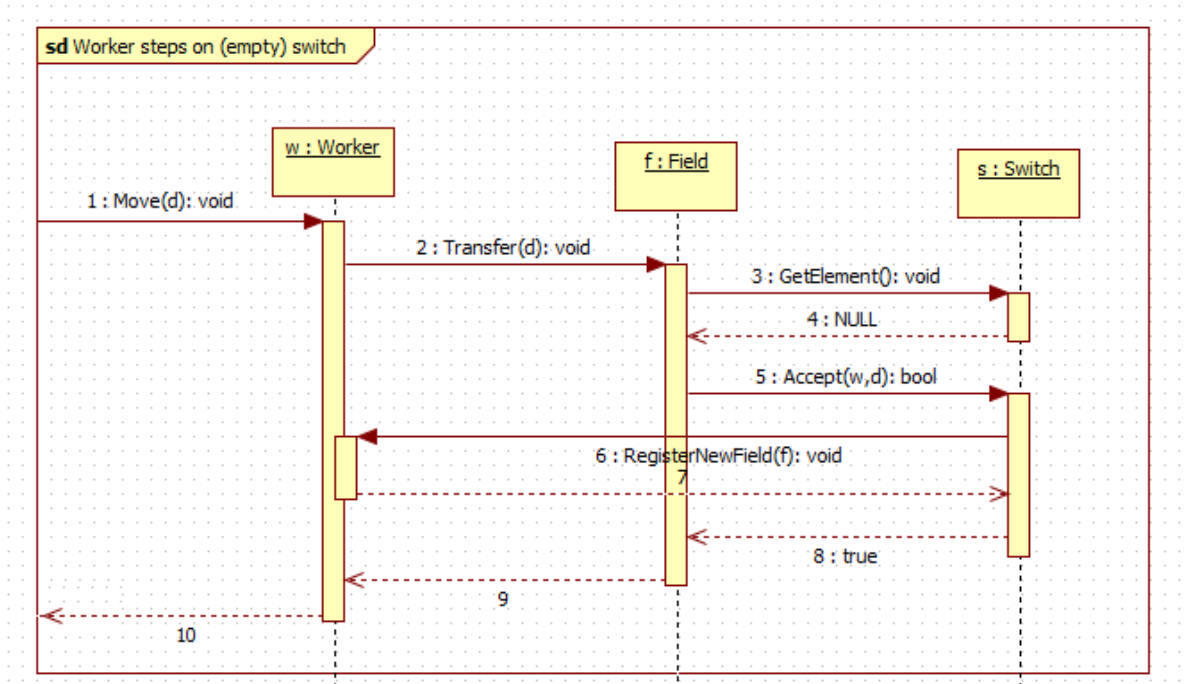 sd Worker steps on (empty) switch
w : Worker
f : Field
s : Switch
1 : Move(d): void
2 : Transfer(d): void
3 : GetElement(): void
4 : NULL
5 : Accept(w,d): bool
6 : RegisterNewField(f): void
7
8 : true
9
10